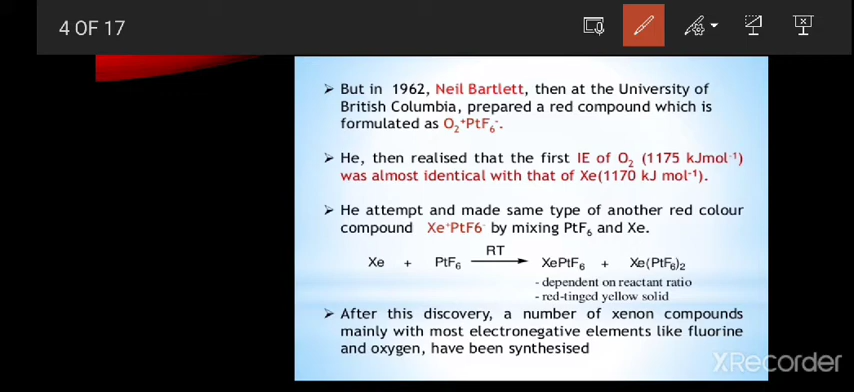 4 OF 17
➢ But in 1962, Neil Bartlett, then at the University of
British Columbia, prepared a red compound which is
formulated as O₂⁺PtF₆⁻.
➢ He, then realised that the first IE of O₂ (1175 kJmol⁻¹)
was almost identical with that of Xe(1170 kJ mol⁻¹).
➢ He attempt and made same type of another red colour
compound Xe⁺PtF6⁻ by mixing PtF₆ and Xe.
RT
Xe + PtF₆ ⟶ XePtF₆ + Xe(PtF₆)₂
- dependent on reactant ratio
- red-tinged yellow solid
➢ After this discovery, a number of xenon compounds
mainly with most electronegative elements like fluorine
and oxygen, have been synthesised
XRecorder